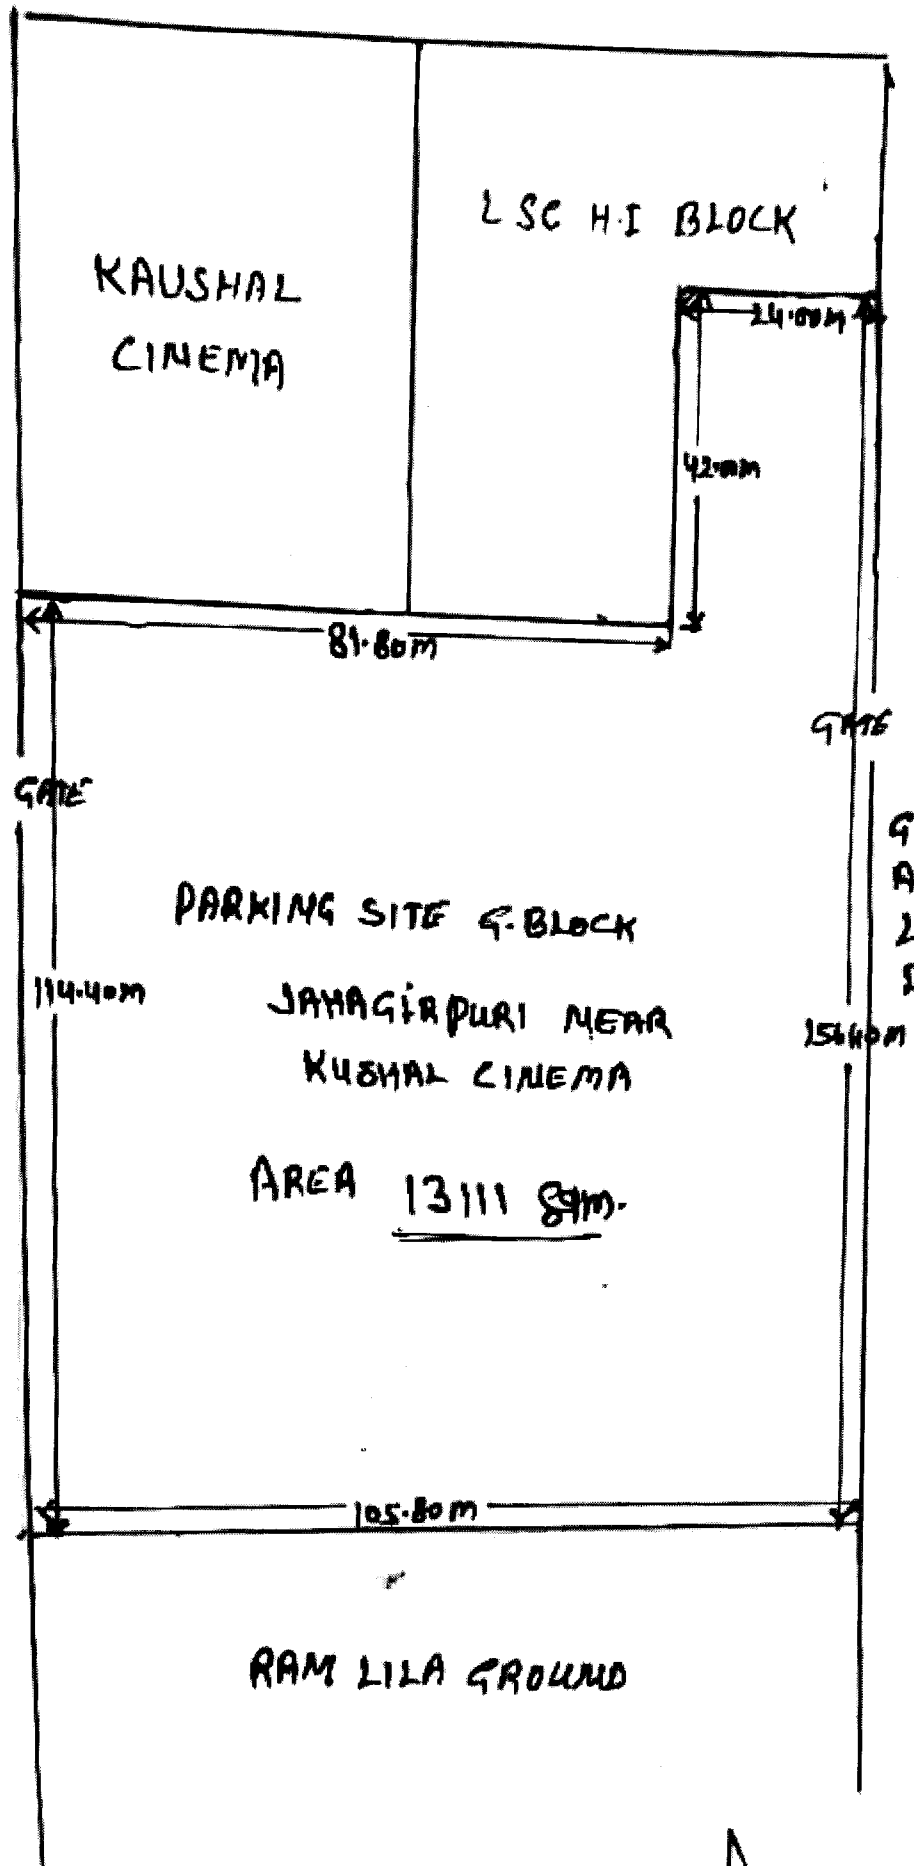 LSC H.I BLOCK
KAUSHAL
CINEMA
24.00M
42.00m
81.80m
GATE
GATE
G
A
L
I
PARKING SITE G.BLOCK
114.40m
JAHAGIRPURI NEAR
156.40M
KUSHAL CINEMA
AREA 13111 Sqm.
105.80m
RAM LILA GROUND